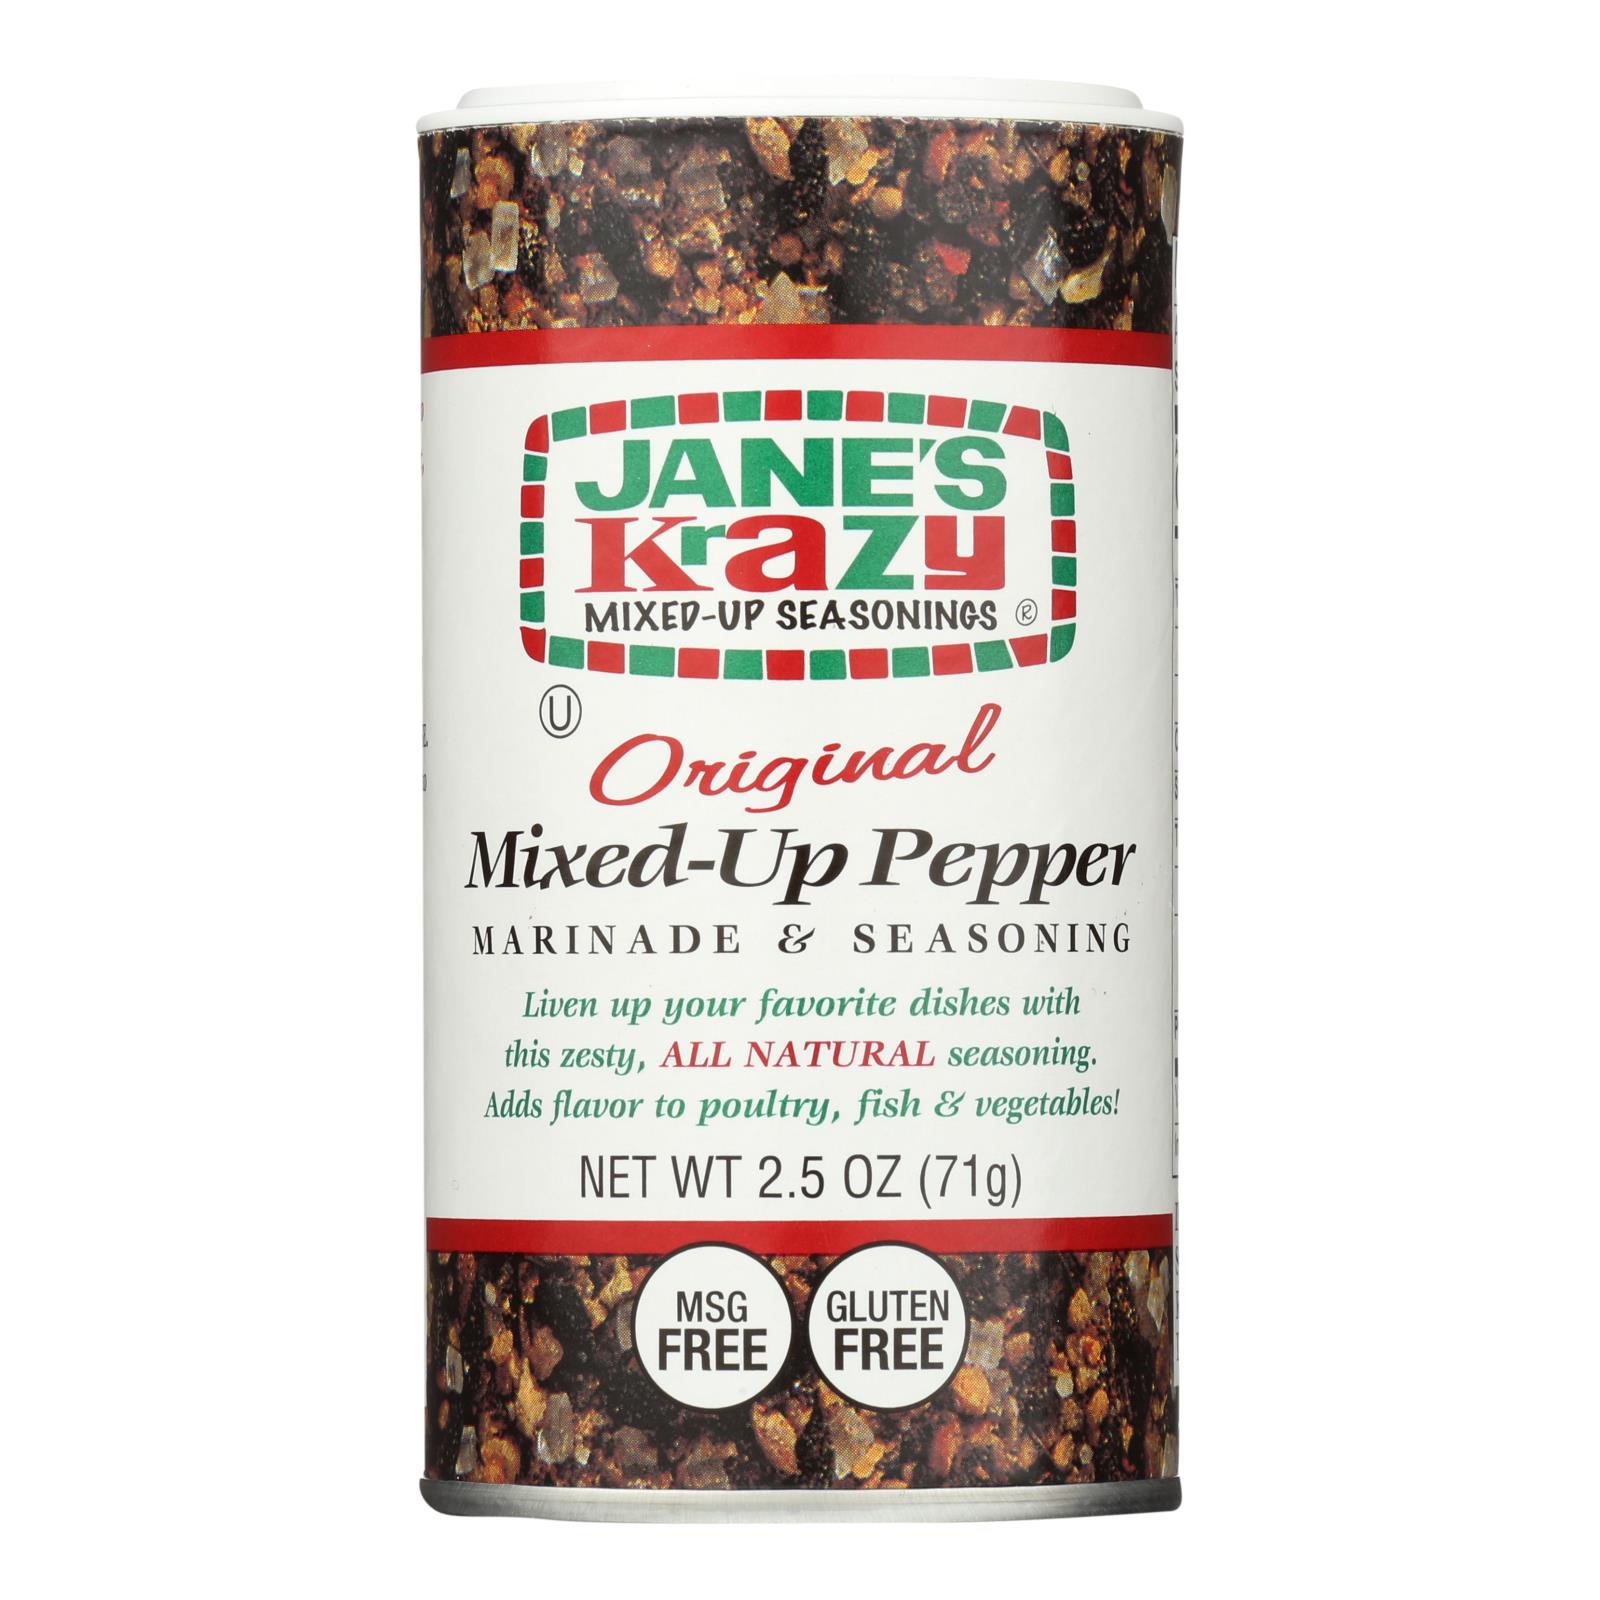 JANE'S
Krazy
MIXED-UP SEASONINGS ®
U
Original
Mixed-Up Pepper
MARINADE & SEASONING
Liven up your favorite dishes with
this zesty, ALL NATURAL seasoning.
Adds flavor to poultry, fish & vegetables!
NET WT 2.5 OZ (71g)
MSG
FREE
GLUTEN
FREE